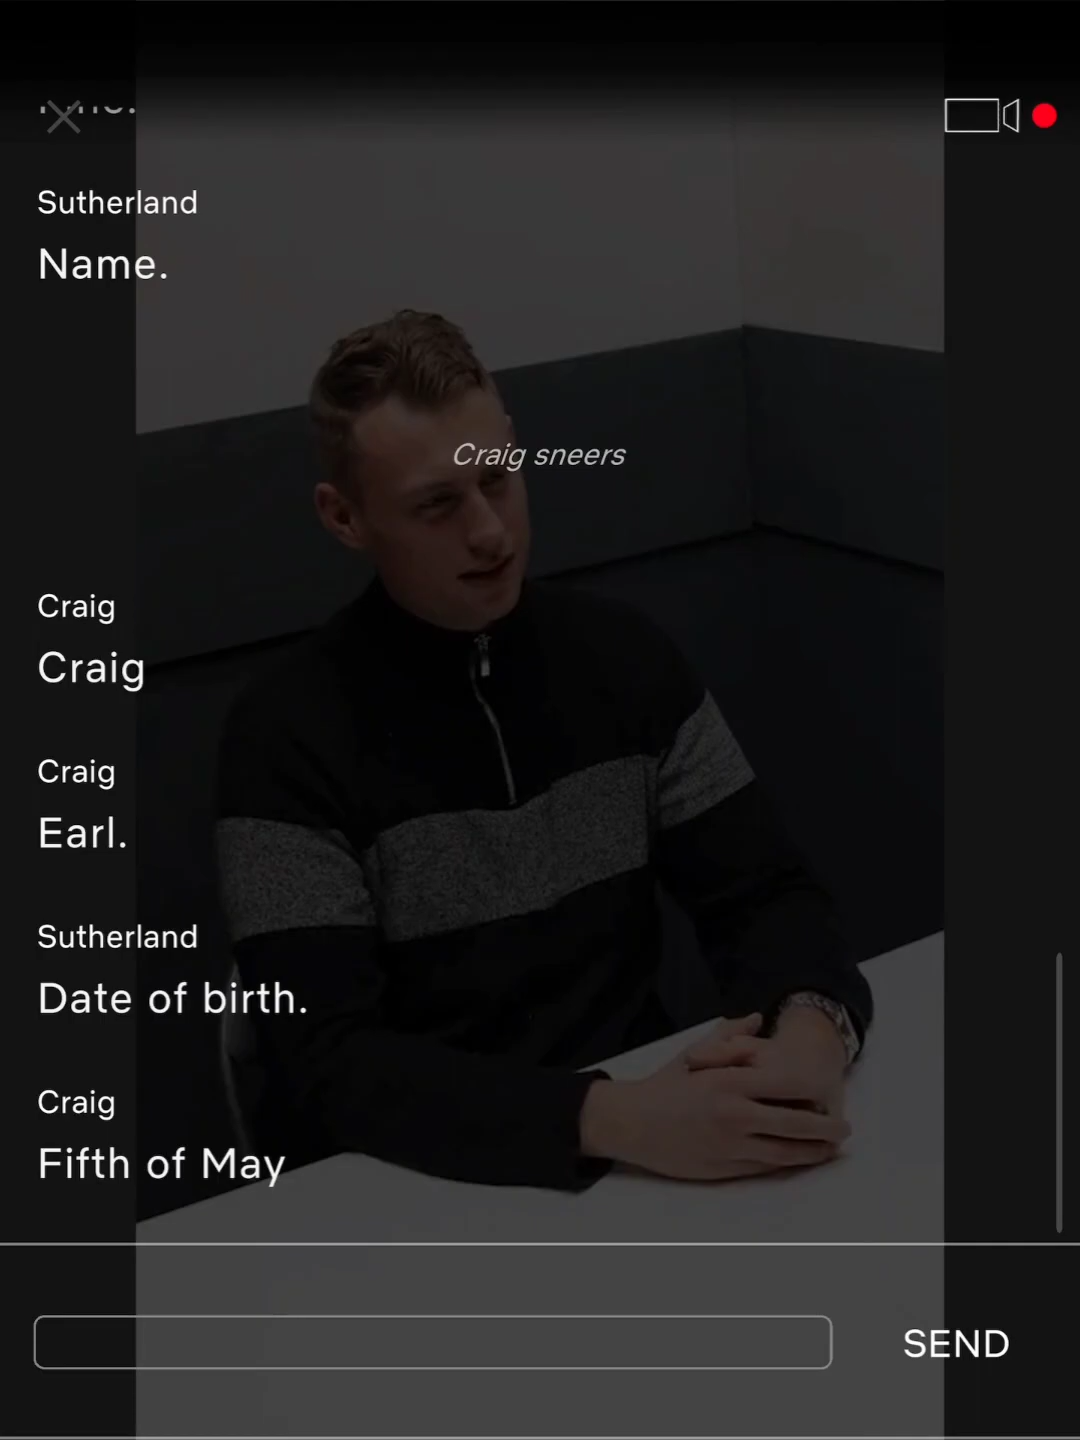 Sutherland
Name.
Craig sneers
Craig
Craig
Craig
Earl.
Sutherland
Date of birth.
Craig
Fifth of May
SEND